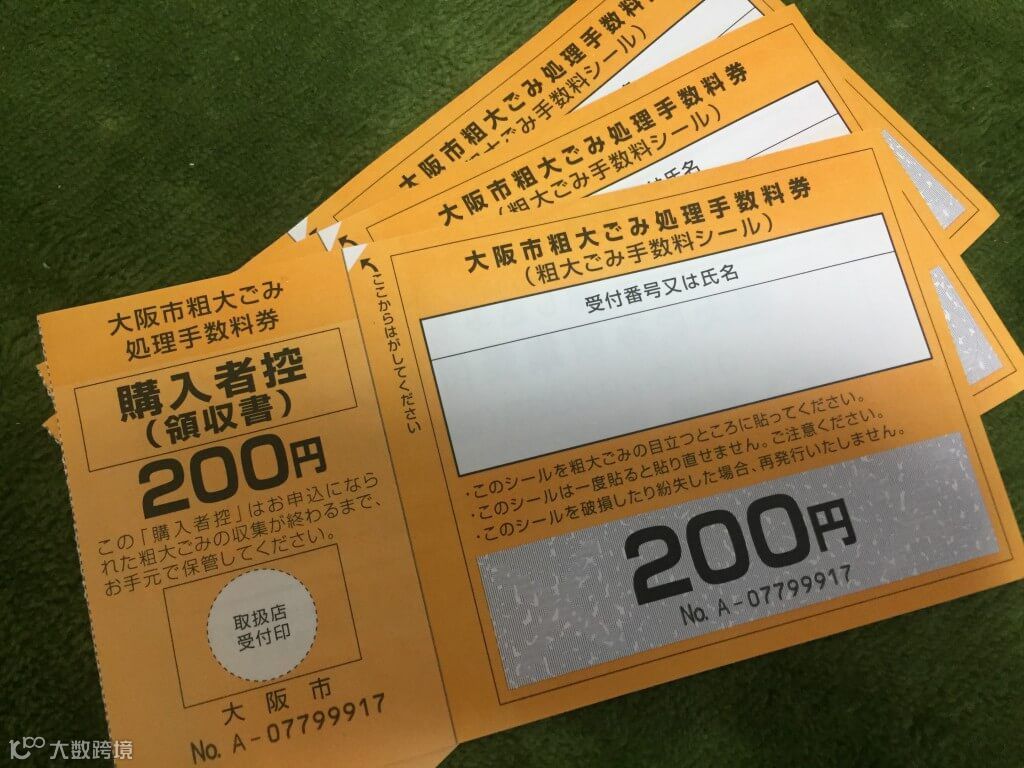 大阪市粗大ごみ処理手数料
大ごみ手数料シール)
大阪市粗大ごみ処理手数料券
(粗大ごみ手数料シール)
は氏名
大阪市粗大ごみ処理手数料券
(粗大ごみ手数料シール)
受付番号又は氏名
ここからはがしてください
・このシールを粗大ごみの目立つところに貼ってください。
・このシールは一度貼ると貼り直せません。ご注意ください。
・このシールを破損したり紛失した場合、再発行いたしません。
200円
No. A-07799917
大阪市粗大ごみ
処理手数料券
購入者控
(領収書)
200円
この「購入者控」はお申込になら
れた粗大ごみの収集が終わるまで、
お手元で保管してください。
取扱店
受付印
大阪市
No. A-07799917
大数跨境